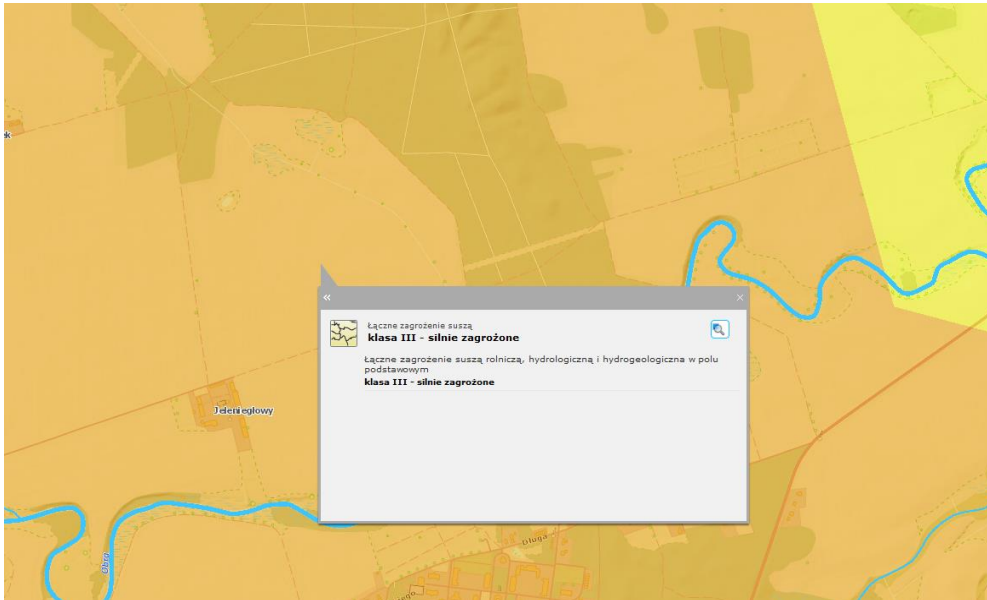 ek
«
×
Łączne zagrożenie suszą
klasa III - silnie zagrożone
Łączne zagrożenie suszą rolniczą, hydrologiczną i hydrogeologiczna w polu
podstawowym
klasa III - silnie zagrożone
Jeleniegłowy
Długa
Obra